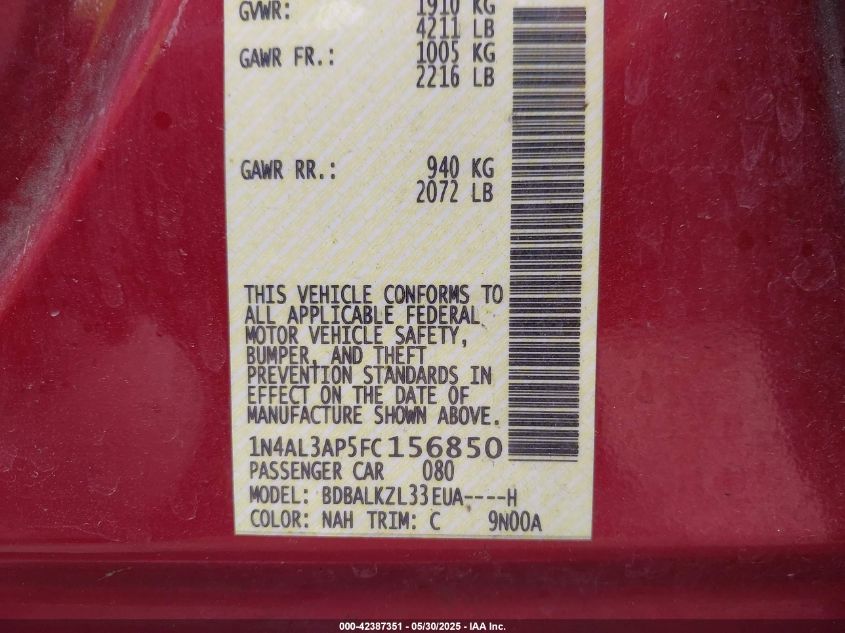 GVWR: 1910 KG
4211 LB
GAWR FR.: 1005 KG
2216 LB
GAWR RR.: 940 KG
2072 LB
THIS VEHICLE CONFORMS TO
ALL APPLICABLE FEDERAL
MOTOR VEHICLE SAFETY,
BUMPER, AND THEFT
PREVENTION STANDARDS IN
EFFECT ON THE DATE OF
MANUFACTURE SHOWN ABOVE.
1N4AL3AP5FC156850
PASSENGER CAR 080
MODEL: BDBALKZL33EUA----H
COLOR: NAH TRIM: C 9N00A
000-42387351 — 05/30/2025 — IAA Inc.